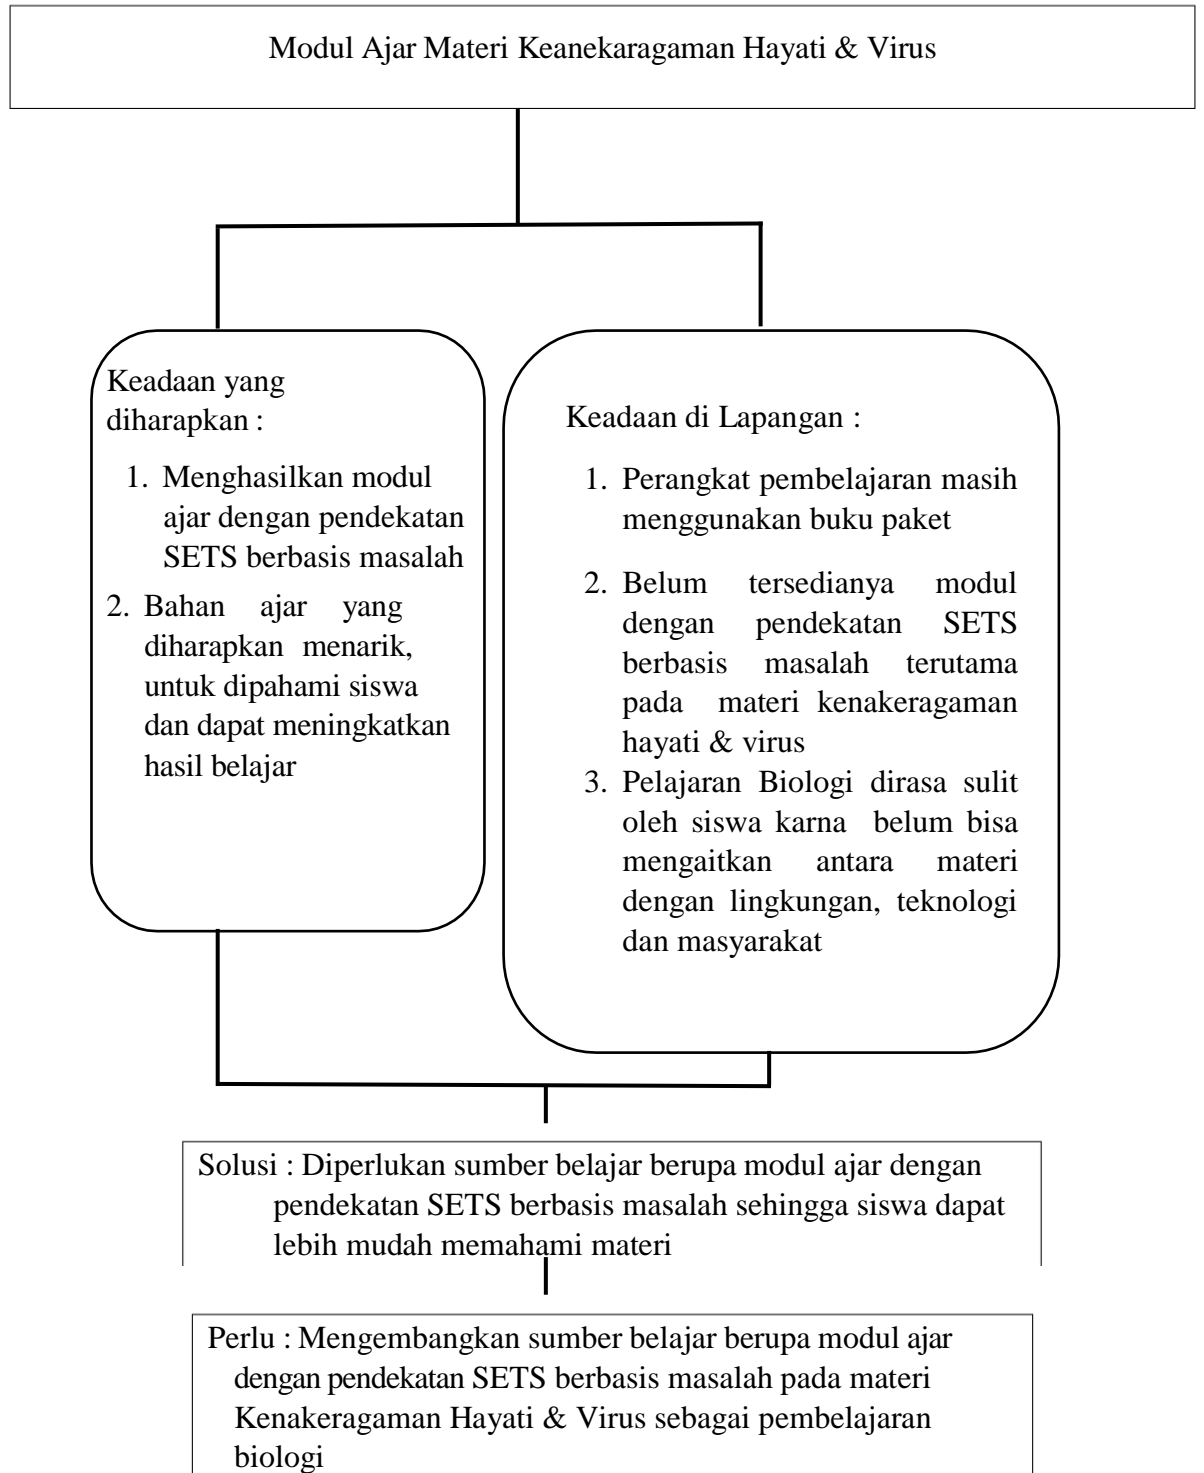 Modul Ajar Materi Keanekaragaman Hayati & Virus
Keadaan yang
diharapkan :
1. Menghasilkan modul
ajar dengan pendekatan
SETS berbasis masalah
2. Bahan ajar yang
diharapkan menarik,
untuk dipahami siswa
dan dapat meningkatkan
hasil belajar
Keadaan di Lapangan :
1. Perangkat pembelajaran masih
menggunakan buku paket
2. Belum tersedianya modul
dengan pendekatan SETS
berbasis masalah terutama
pada materi kenakeragaman
hayati & virus
3. Pelajaran Biologi dirasa sulit
oleh siswa karna belum bisa
mengaitkan antara materi
dengan lingkungan, teknologi
dan masyarakat
Solusi : Diperlukan sumber belajar berupa modul ajar dengan
pendekatan SETS berbasis masalah sehingga siswa dapat
lebih mudah memahami materi
Perlu : Mengembangkan sumber belajar berupa modul ajar
dengan pendekatan SETS berbasis masalah pada materi
Kenakeragaman Hayati & Virus sebagai pembelajaran
biologi